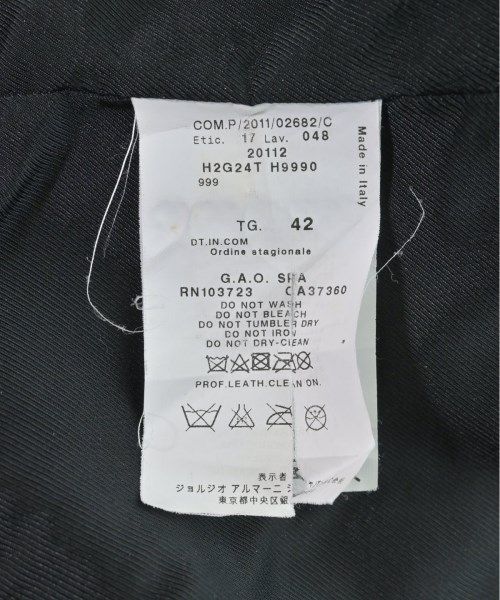 COM.P/2011/02682/C
Etic. 17 Lav. 048
20112
H2G24T H9990
999
Made in Italy
TG. 42
DT.IN.COM
Ordine stagionale
G.A.O. SPA
RN103723 CA37360
DO NOT WASH
DO NOT BLEACH
DO NOT TUMBLER DRY
DO NOT IRON
DO NOT DRY-CLEAN
PROF.LEATH.CLEAN ON.
表示者
ジョルジオ アルマーニ
東京都中央区銀